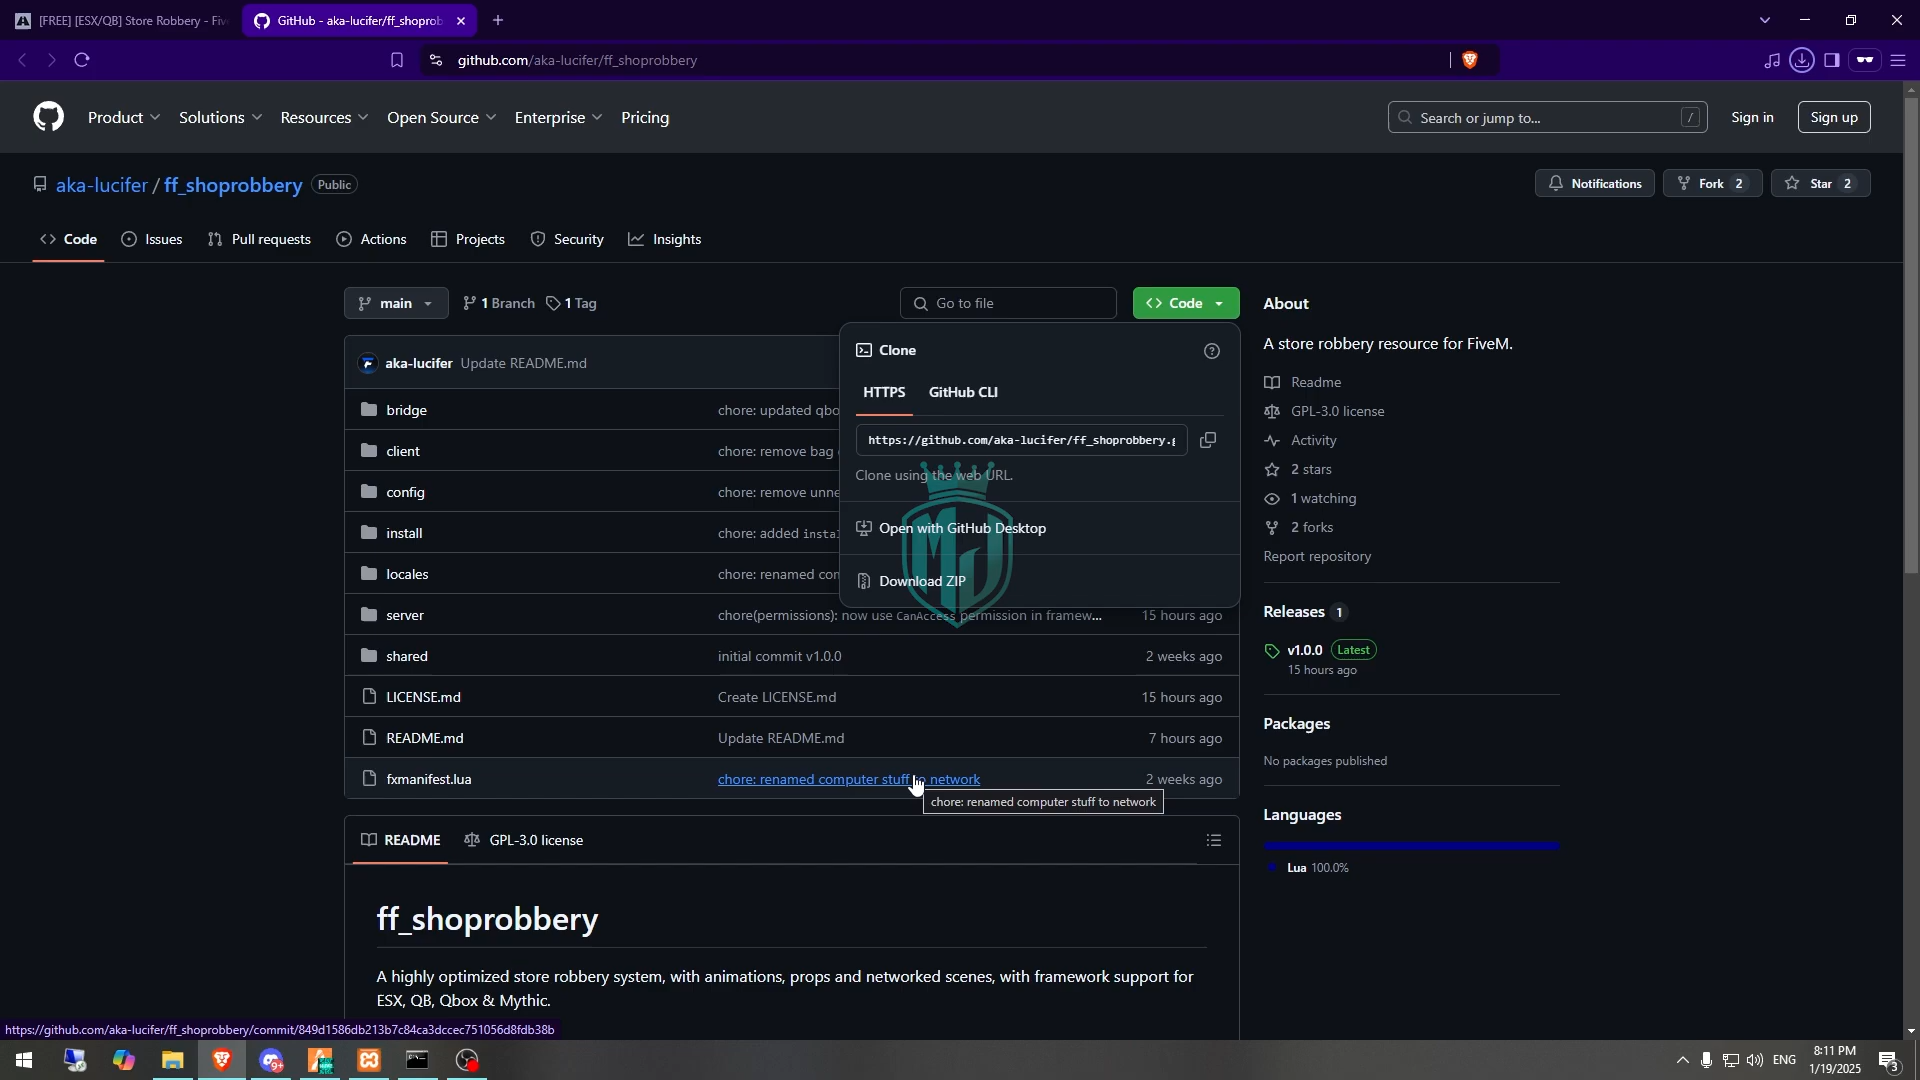 [FREE] [ESX/QB] Store Robbery - Fiv
GitHub - aka-lucifer/ff_shoprob
github.com/aka-lucifer/ff_shoprobbery
Product
Solutions
Resources
Open Source
Enterprise
Pricing
Search or jump to...
/
Sign in
Sign up
aka-lucifer / ff_shoprobbery
Public
Notifications
Fork 2
Star 2
Code
Issues
Pull requests
Actions
Projects
Security
Insights
main
1 Branch
1 Tag
Go to file
Code
aka-lucifer Update README.md
bridge
chore: updated qbo
client
chore: remove bag
config
chore: remove unne
install
chore: added insta
locales
chore: renamed con
server
chore(permissions): now use CanAccess permission in framew...
15 hours ago
shared
initial commit v1.0.0
2 weeks ago
LICENSE.md
Create LICENSE.md
15 hours ago
README.md
Update README.md
7 hours ago
fxmanifest.lua
chore: renamed computer stuff to network
2 weeks ago
chore: renamed computer stuff to network
Clone
HTTPS
GitHub CLI
https://github.com/aka-lucifer/ff_shoprobbery.g
Clone using the web URL.
Open with GitHub Desktop
Download ZIP
README
GPL-3.0 license
ff_shoprobbery
A highly optimized store robbery system, with animations, props and networked scenes, with framework support for
ESX, QB, Qbox & Mythic.
About
A store robbery resource for FiveM.
Readme
GPL-3.0 license
Activity
2 stars
1 watching
2 forks
Report repository
Releases 1
v1.0.0 Latest
15 hours ago
Packages
No packages published
Languages
Lua 100.0%
https://github.com/aka-lucifer/ff_shoprobbery/commit/849d1586db213b7c84ca3dccec751056d8fdb38b
9+
ENG
8:11 PM
1/19/2025
3